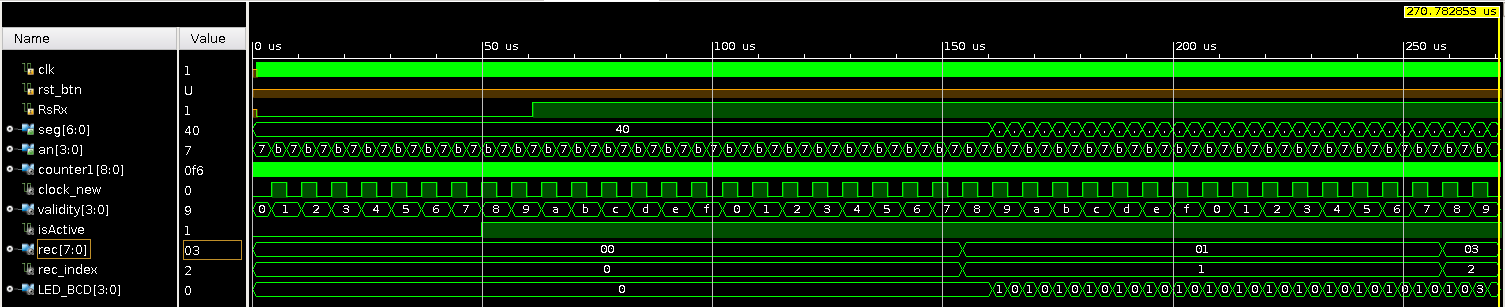 270.782853 us
Name Value 0 us 50 us 100 us 150 us 200 us 250 us
clk 1
rst_btn U
RsRx 1
seg[6:0] 40 40
an[3:0] 7 7 b 7 b 7 b 7 b 7 b 7 b 7 b 7 b 7 b 7 b 7 b 7 b 7 b 7 b 7 b 7 b 7 b 7 b 7 b 7 b 7 b 7 b 7 b 7 b 7 b 7 b 7 b 7 b 7 b 7 b 7 b 7 b 7 b 7 b 7 b 7 b 7 b 7 b 7 b 7 b 7 b
counter1[8:0] 0f6
clock_new 0
validity[3:0] 9 0 1 2 3 4 5 6 7 8 9 a b c d e f 0 1 2 3 4 5 6 7 8 9 a b c d e f 0 1 2 3 4 5 6 7 8 9
isActive 1
rec[7:0] 03 00 01 03
rec_index 2 0 1 2
LED_BCD[3:0] 0 0 1 0 1 0 1 0 1 0 1 0 1 0 1 0 1 0 1 0 1 0 1 0 1 0 1 0 1 0 1 0 3